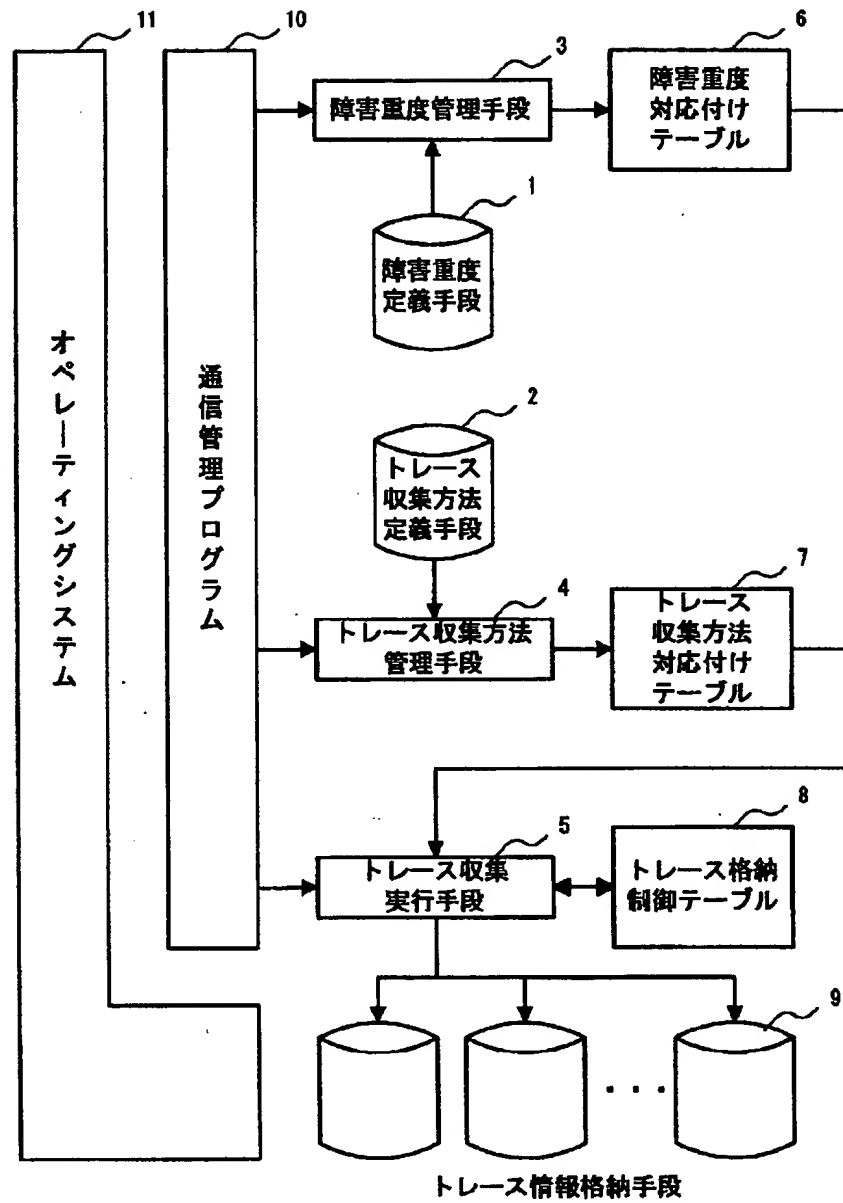 11
10
3
6
障害重度管理手段
障害重度
対応付け
テーブル
1
障害重度
定義手段
オペレーティングシステム
通信管理プログラム
2
トレース
収集方法
定義手段
4
7
トレース収集方法
管理手段
トレース
収集方法
対応付け
テーブル
5
8
トレース収集
実行手段
トレース格納
制御テーブル
9
・・・
トレース情報格納手段